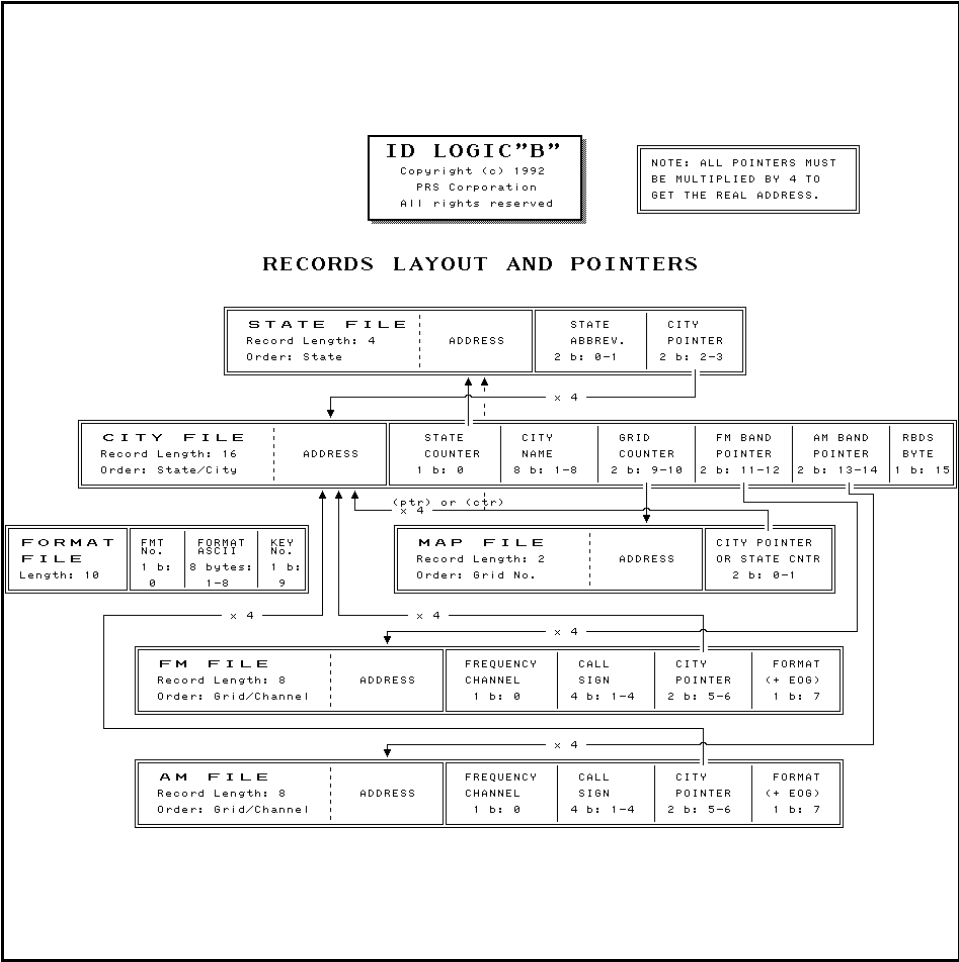 ID LOGIC”B”
Copyright (c) 1992
PRS Corporation
All rights reserved
NOTE: ALL POINTERS MUST
BE MULTIPLIED BY 4 TO
GET THE REAL ADDRESS.
RECORDS LAYOUT AND POINTERS
STATE FILE
Record Length: 4
Order: State
ADDRESS
STATE
ABBREV.
2 b: 0-1
CITY
POINTER
2 b: 2-3
x 4
CITY FILE
Record Length: 16
Order: State/City
ADDRESS
STATE
COUNTER
1 b: 0
CITY
NAME
8 b: 1-8
GRID
COUNTER
2 b: 9-10
FM BAND
POINTER
2 b: 11-12
AM BAND
POINTER
2 b: 13-14
RBDS
BYTE
1 b: 15
(ptr) or (ctr)
x 4
FORMAT
FILE
Length: 10
FMT
No.
1 b:
0
FORMAT
ASCII
8 bytes:
1-8
KEY
No.
1 b:
9
MAP FILE
Record Length: 2
Order: Grid No.
ADDRESS
CITY POINTER
OR STATE CNTR
2 b: 0-1
x 4
x 4
x 4
FM FILE
Record Length: 8
Order: Grid/Channel
ADDRESS
FREQUENCY
CHANNEL
1 b: 0
CALL
SIGN
4 b: 1-4
CITY
POINTER
2 b: 5-6
FORMAT
(+ EOG)
1 b: 7
x 4
AM FILE
Record Length: 8
Order: Grid/Channel
ADDRESS
FREQUENCY
CHANNEL
1 b: 0
CALL
SIGN
4 b: 1-4
CITY
POINTER
2 b: 5-6
FORMAT
(+ EOG)
1 b: 7